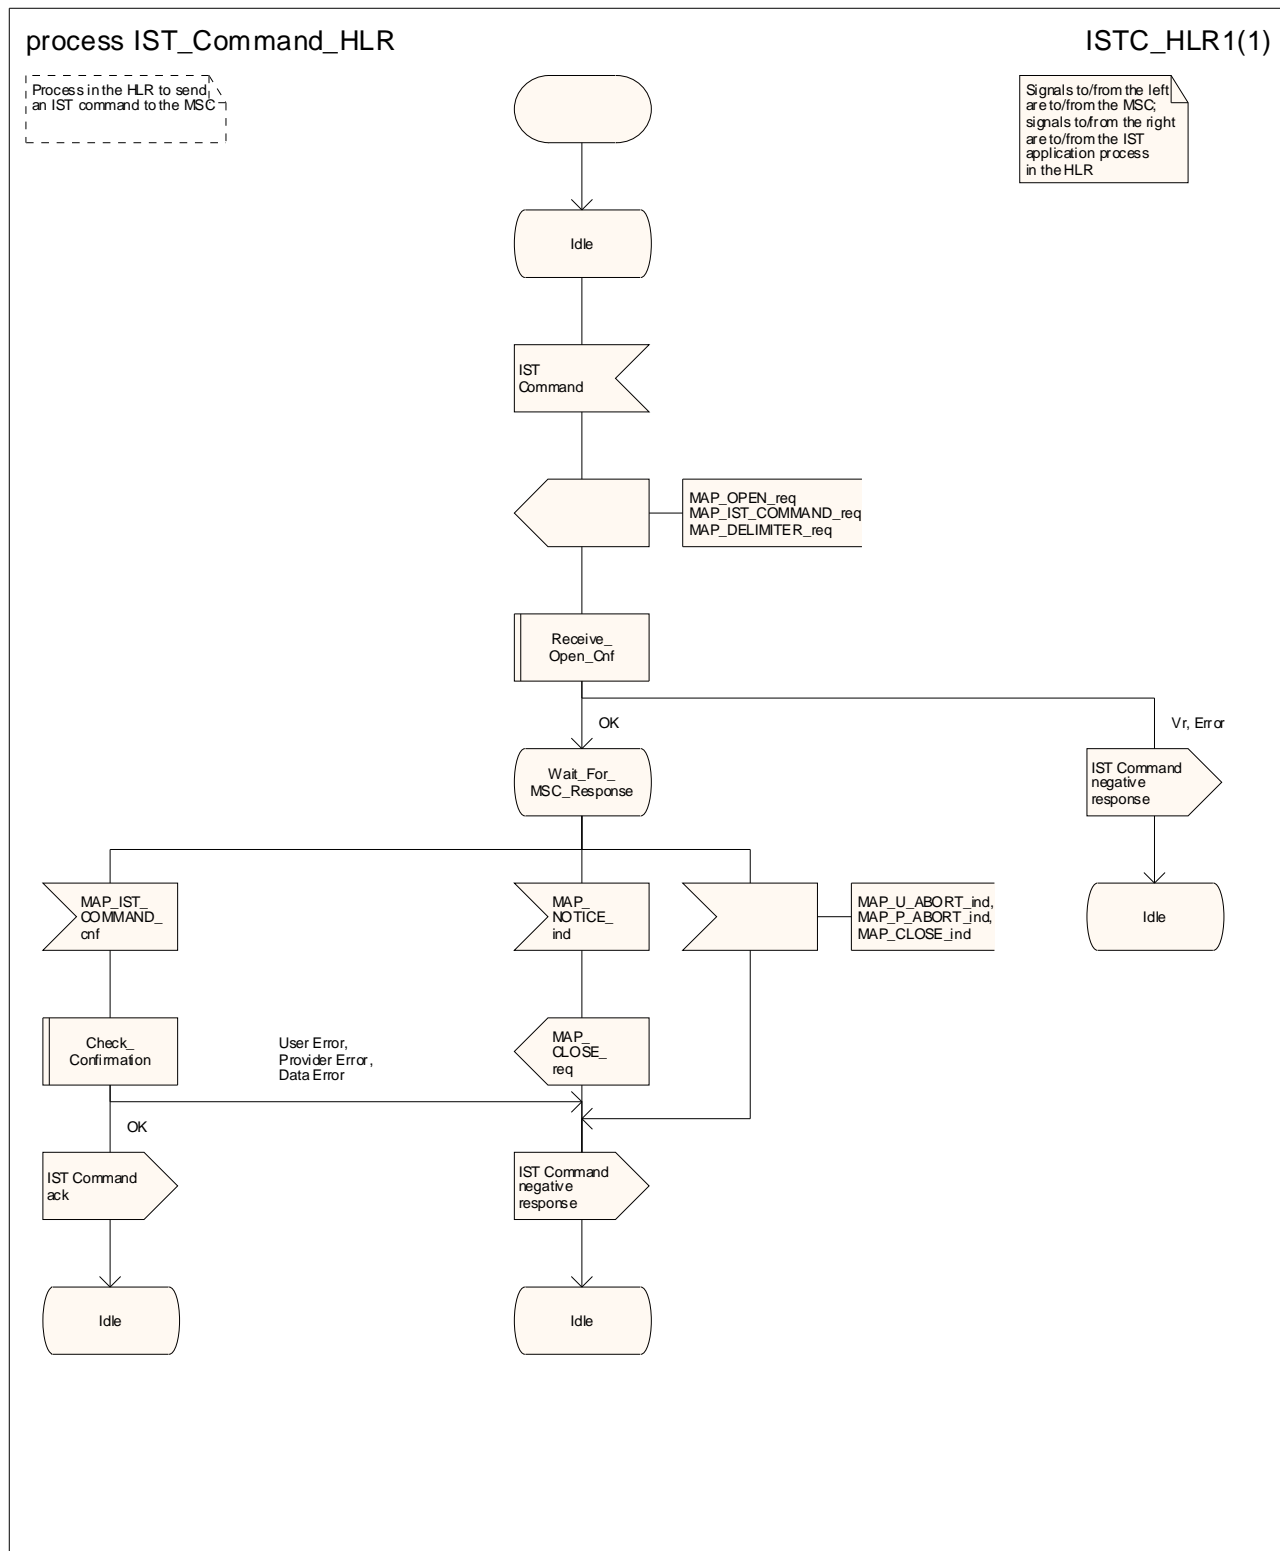 process IST_Command_HLR
ISTC_HLR1(1)
Process in the HLR to send
an IST command to the MSC
Signals to/from the left
are to/from the MSC;
signals to/from the right
are to/from the IST
application process
in the HLR
Idle
IST
Command
MAP_OPEN_req
MAP_IST_COMMAND_req
MAP_DELIMITER_req
Receive_
Open_Cnf
OK
Vr, Error
Wait_For_
MSC_Response
IST Command
negative
response
MAP_IST_
COMMAND_
cnf
MAP_
NOTICE_
ind
MAP_U_ABORT_ind,
MAP_P_ABORT_ind,
MAP_CLOSE_ind
Idle
Check_
Confirmation
User Error,
Provider Error,
Data Error
MAP_
CLOSE_
req
OK
IST Command
ack
IST Command
negative
response
Idle
Idle